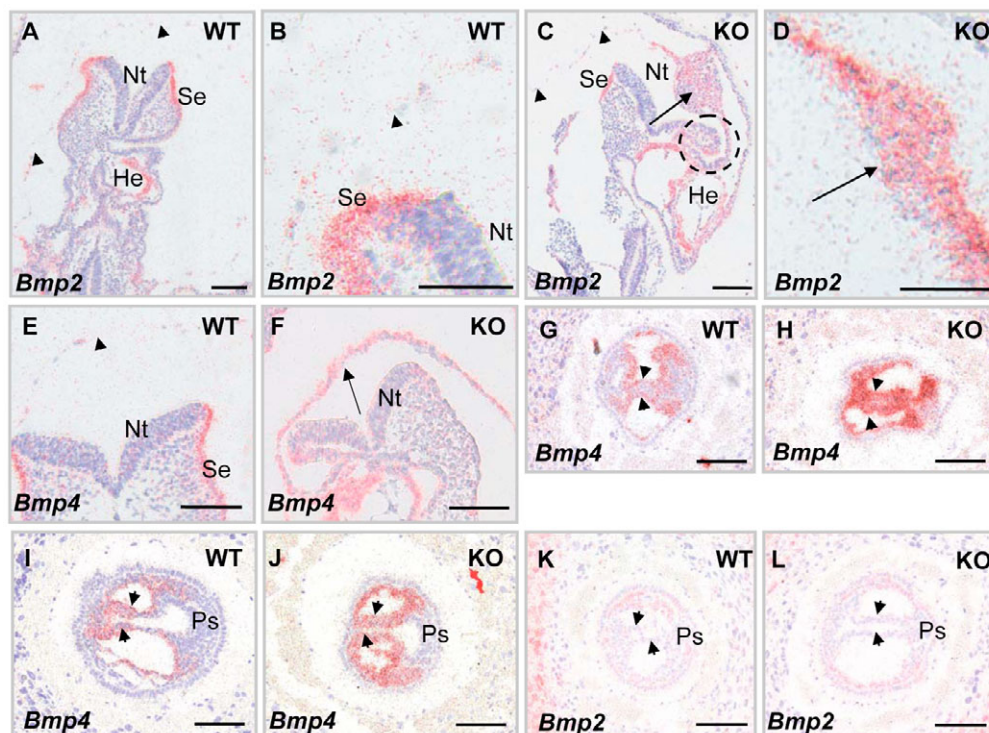 A WT
Nt
Se
He
Bmp2
B WT
Se
Nt
Bmp2
C KO
Nt
He
Bmp2
D KO
Bmp2
E WT
Nt
Se
Bmp4
F KO
Nt
Bmp4
G WT
Bmp4
H KO
Bmp4
I WT
Ps
Bmp4
J KO
Ps
Bmp4
K WT
Ps
Bmp2
L KO
Ps
Bmp2